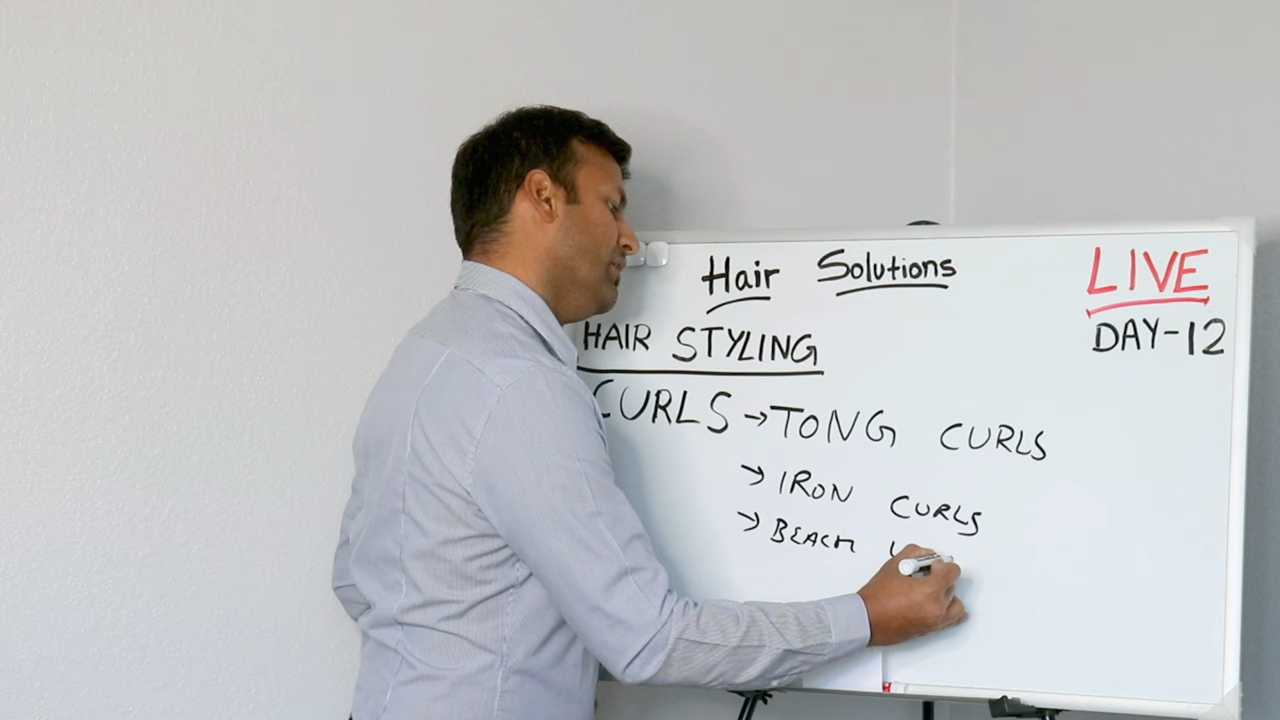 Hair Solutions
LIVE
DAY-12
HAIR STYLING
CURLS → TONG CURLS
→ IRON CURLS
→ BEACH